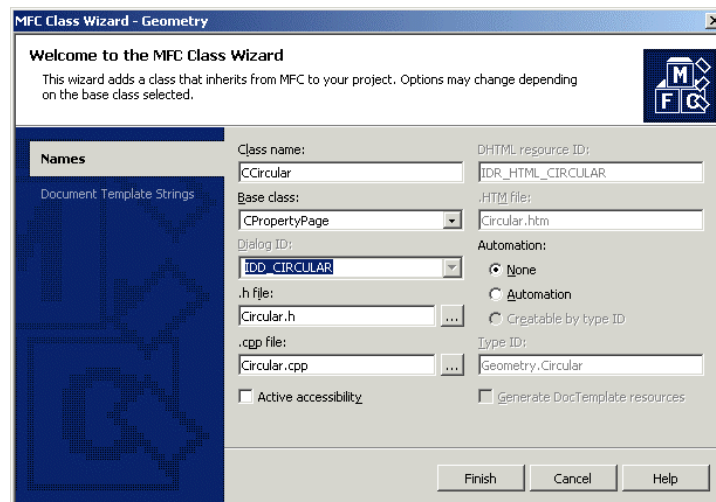 MFC Class Wizard - Geometry
Welcome to the MFC Class Wizard
This wizard adds a class that inherits from MFC to your project. Options may change depending
on the base class selected.
M
F C
Names
Document Template Strings
Class name:
CCircular
Base class:
CPropertyPage
Dialog ID:
IDD_CIRCULAR
.h file:
Circular.h
...
.cpp file:
Circular.cpp
...
Active accessibility
DHTML resource ID:
IDR_HTML_CIRCULAR
.HTM file:
Circular.htm
Automation:
None
Automation
Creatable by type ID
Type ID:
Geometry.Circular
Generate DocTemplate resources
Finish
Cancel
Help